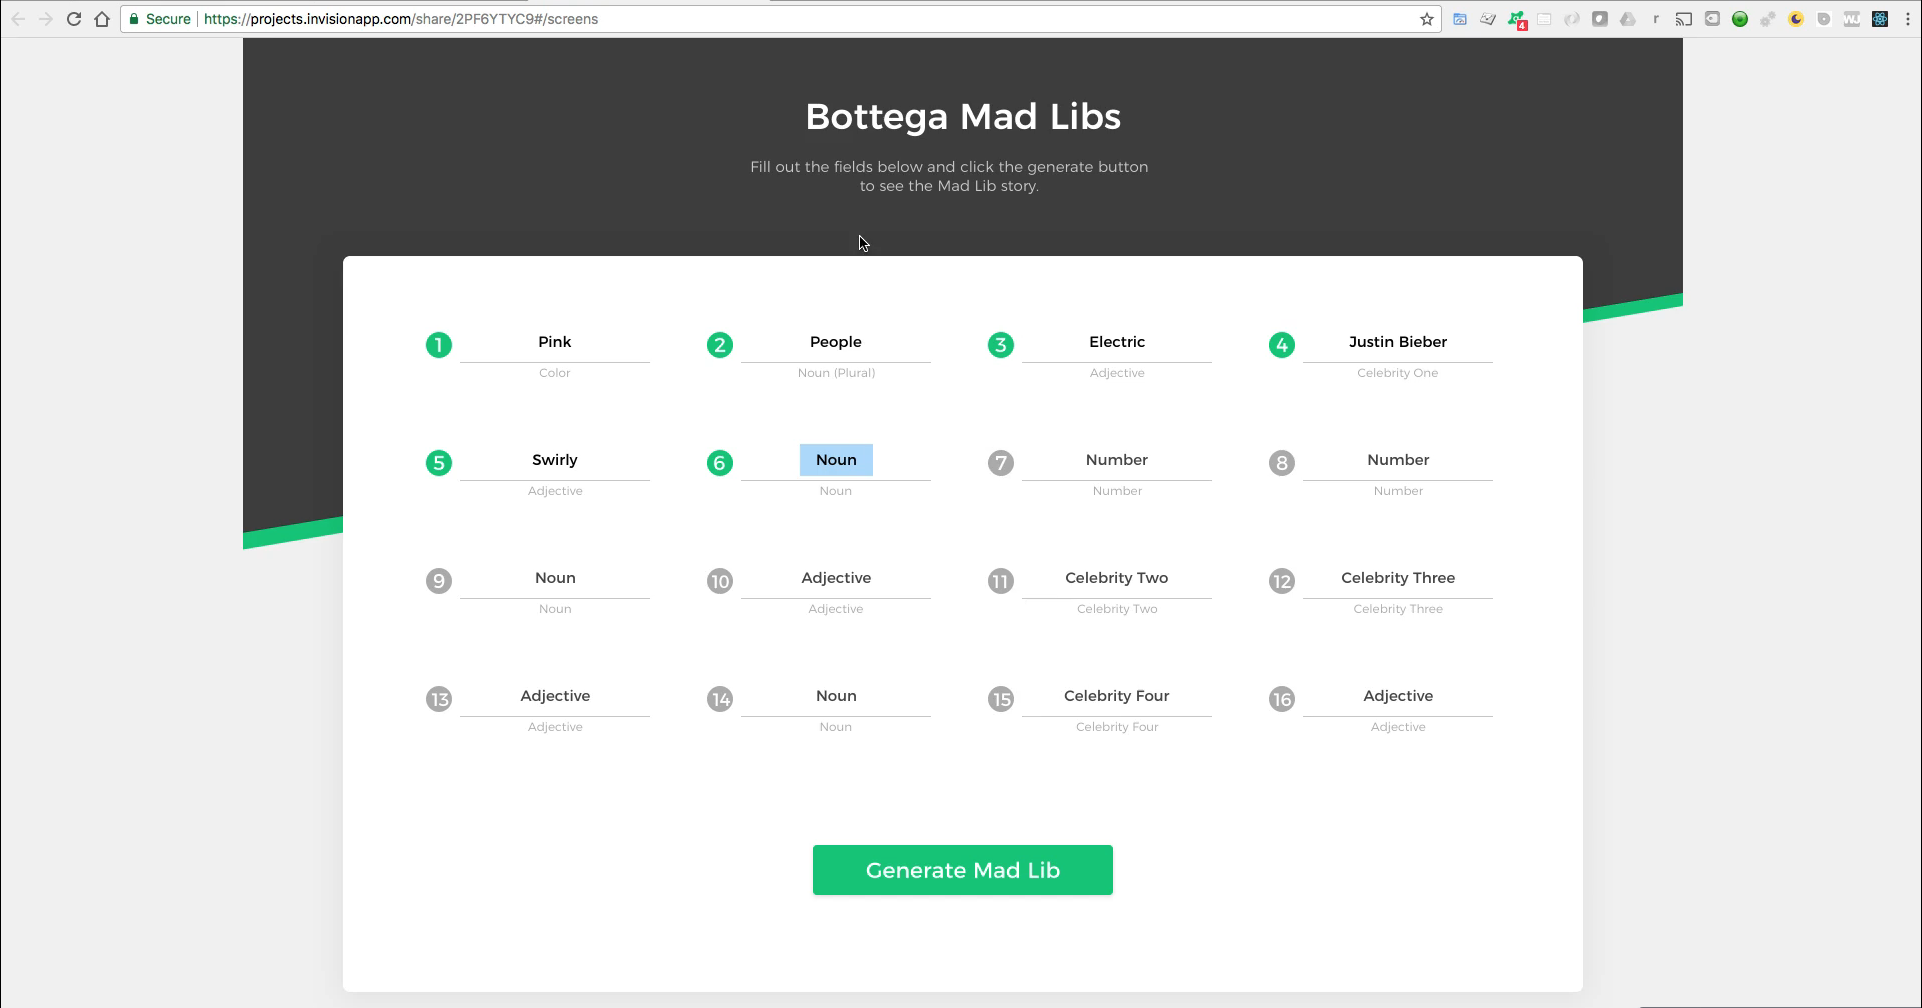 Secure https://projects.invisionapp.com/share/2PF6YTYC9#/screens 4 r WJ
Bottega Mad Libs
Fill out the fields below and click the generate button
to see the Mad Lib story.
1 Pink 2 People 3 Electric 4 Justin Bieber
Color Noun (Plural) Adjective Celebrity One
5 Swirly 6 Noun 7 Number 8 Number
Adjective Noun Number Number
9 Noun 10 Adjective 11 Celebrity Two 12 Celebrity Three
Noun Adjective Celebrity Two Celebrity Three
13 Adjective 14 Noun 15 Celebrity Four 16 Adjective
Adjective Noun Celebrity Four Adjective
Generate Mad Lib